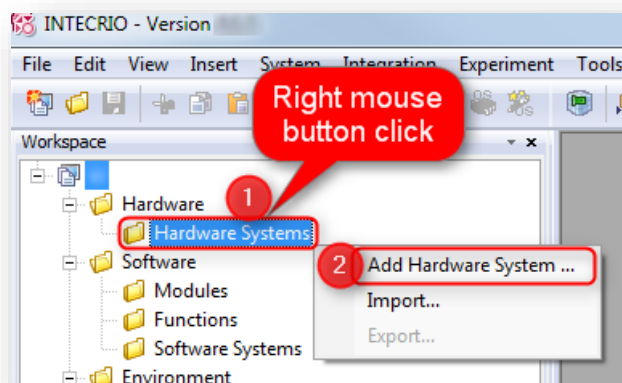 INTECRIO - Version
File Edit View Insert System Integration Experiment Tools
Right mouse
button click
Workspace
Hardware
1
Hardware Systems
Software
2
Add Hardware System ...
Modules
Import...
Functions
Export...
Software Systems
Environment